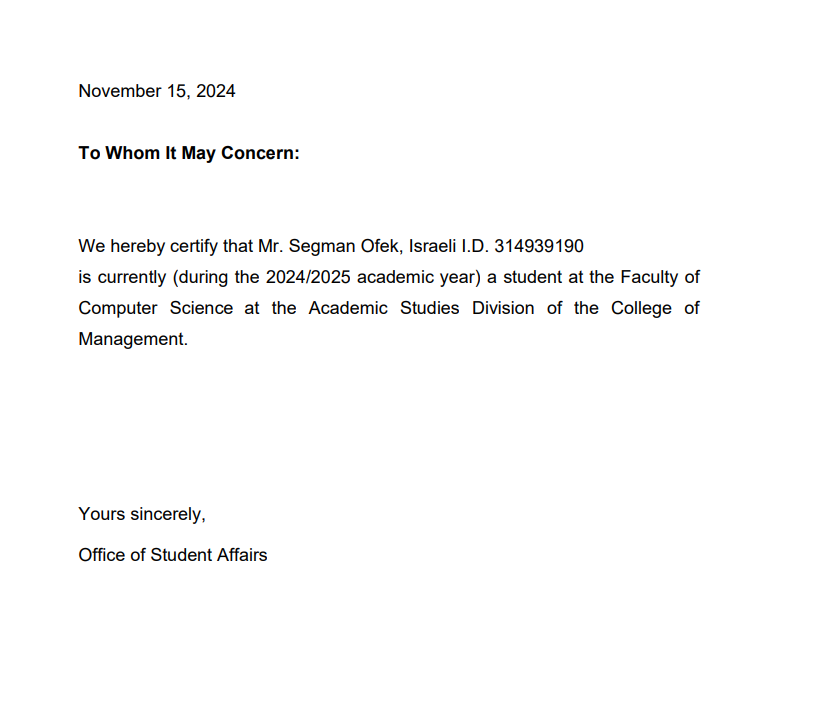 November 15, 2024
To Whom It May Concern:
We hereby certify that Mr. Segman Ofek, Israeli I.D. 314939190
is currently (during the 2024/2025 academic year) a student at the Faculty of
Computer Science at the Academic Studies Division of the College of
Management.
Yours sincerely,
Office of Student Affairs